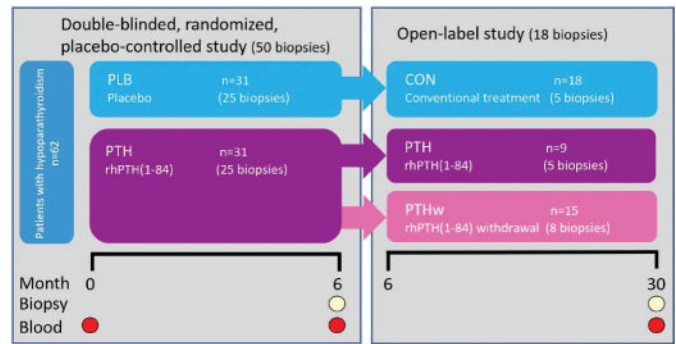 Double-blinded, randomized,
placebo-controlled study (50 biopsies)
Patients with hypoparathyroidism
n=62
PLB n=31
Placebo (25 biopsies)
PTH n=31
rhPTH(1-84) (25 biopsies)
Open-label study (18 biopsies)
CON n=18
Conventional treatment (5 biopsies)
PTH n=9
rhPTH(1-84) (5 biopsies)
PTHw n=15
rhPTH(1-84) withdrawal (8 biopsies)
Month 0 6 6 30
Biopsy
Blood